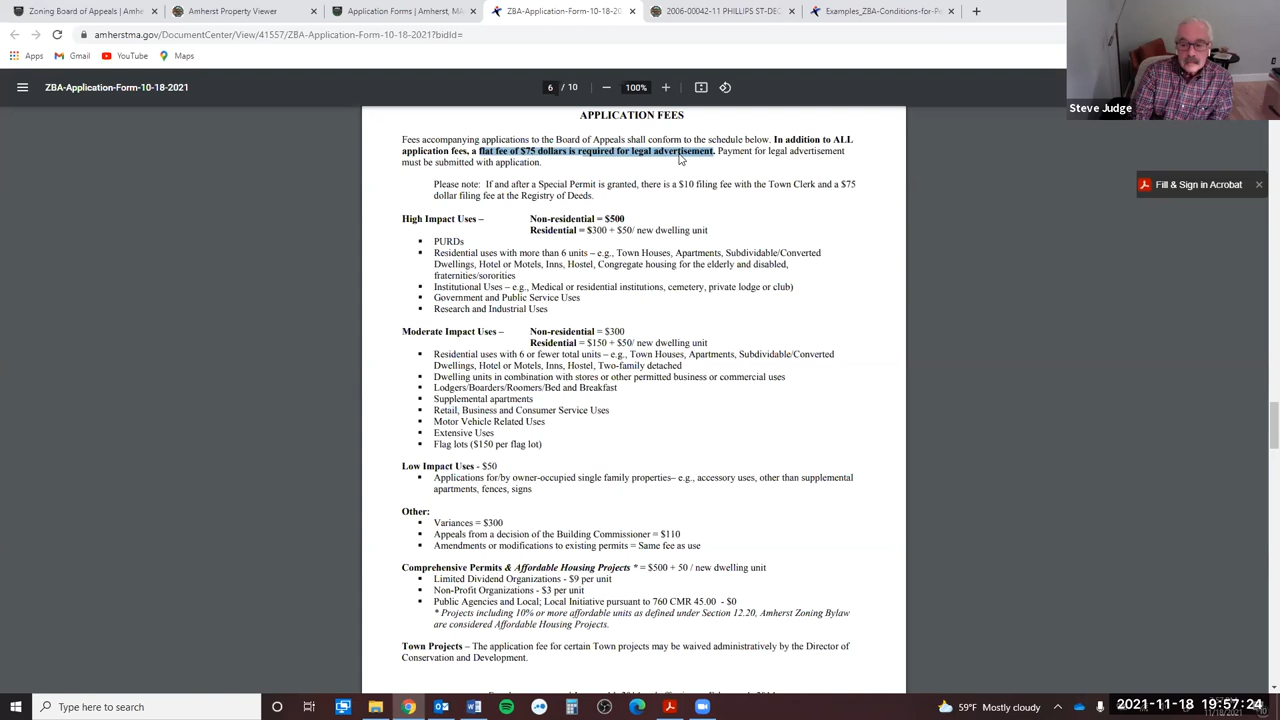 Zoning Board of Appeals | Amhe
Amherst Property Viewer
Application Forms | Amherst, MA
ZBA-Application-Form-10-18-20
2006-00042-11 PHILLIPS ST-DEC
Examples_ZBA-Conditions-for-P
amherstma.gov/DocumentCenter/View/41557/ZBA-Application-Form-10-18-2021?bidId=
Apps
Gmail
YouTube
Maps
Steve Judge
ZBA-Application-Form-10-18-2021
6 / 10
100%
Fill & Sign in Acrobat
APPLICATION FEES
Fees accompanying applications to the Board of Appeals shall conform to the schedule below. In addition to ALL
application fees, a flat fee of $75 dollars is required for legal advertisement. Payment for legal advertisement
must be submitted with application.
Please note: If and after a Special Permit is granted, there is a $10 filing fee with the Town Clerk and a $75
dollar filing fee at the Registry of Deeds.
High Impact Uses – Non-residential = $500
Residential = $300 + $50/ new dwelling unit
PURDs
Residential uses with more than 6 units – e.g., Town Houses, Apartments, Subdividable/Converted
Dwellings, Hotel or Motels, Inns, Hostel, Congregate housing for the elderly and disabled,
fraternities/sororities
Institutional Uses – e.g., Medical or residential institutions, cemetery, private lodge or club)
Government and Public Service Uses
Research and Industrial Uses
Moderate Impact Uses – Non-residential = $300
Residential = $150 + $50/ new dwelling unit
Residential uses with 6 or fewer total units – e.g., Town Houses, Apartments, Subdividable/Converted
Dwellings, Hotel or Motels, Inns, Hostel, Two-family detached
Dwelling units in combination with stores or other permitted business or commercial uses
Lodgers/Boarders/Roomers/Bed and Breakfast
Supplemental apartments
Retail, Business and Consumer Service Uses
Motor Vehicle Related Uses
Extensive Uses
Flag lots ($150 per flag lot)
Low Impact Uses - $50
Applications for/by owner-occupied single family properties– e.g., accessory uses, other than supplemental
apartments, fences, signs
Other:
Variances = $300
Appeals from a decision of the Building Commissioner = $110
Amendments or modifications to existing permits = Same fee as use
Comprehensive Permits & Affordable Housing Projects * = $500 + 50 / new dwelling unit
Limited Dividend Organizations - $9 per unit
Non-Profit Organizations - $3 per unit
Public Agencies and Local; Local Initiative pursuant to 760 CMR 45.00 - $0
* Projects including 10% or more affordable units as defined under Section 12.20, Amherst Zoning Bylaw
are considered Affordable Housing Projects.
Town Projects – The application fee for certain Town projects may be waived administratively by the Director of
Conservation and Development.
Type here to search
59°F Mostly cloudy
2021-11-18 19:57:24